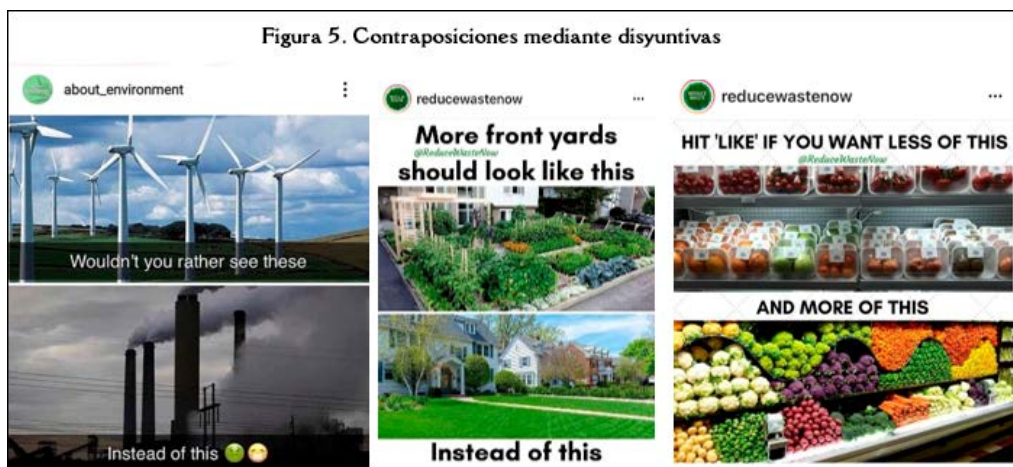 Figura 5. Contraposiciones mediante disyuntivas
about_environment
Wouldn't you rather see these
Instead of this 🤢😷
reducewastenow
More front yards
@ReduceWasteNow
should look like this
Instead of this
reducewastenow
HIT 'LIKE' IF YOU WANT LESS OF THIS
@ReduceWasteNow
AND MORE OF THIS